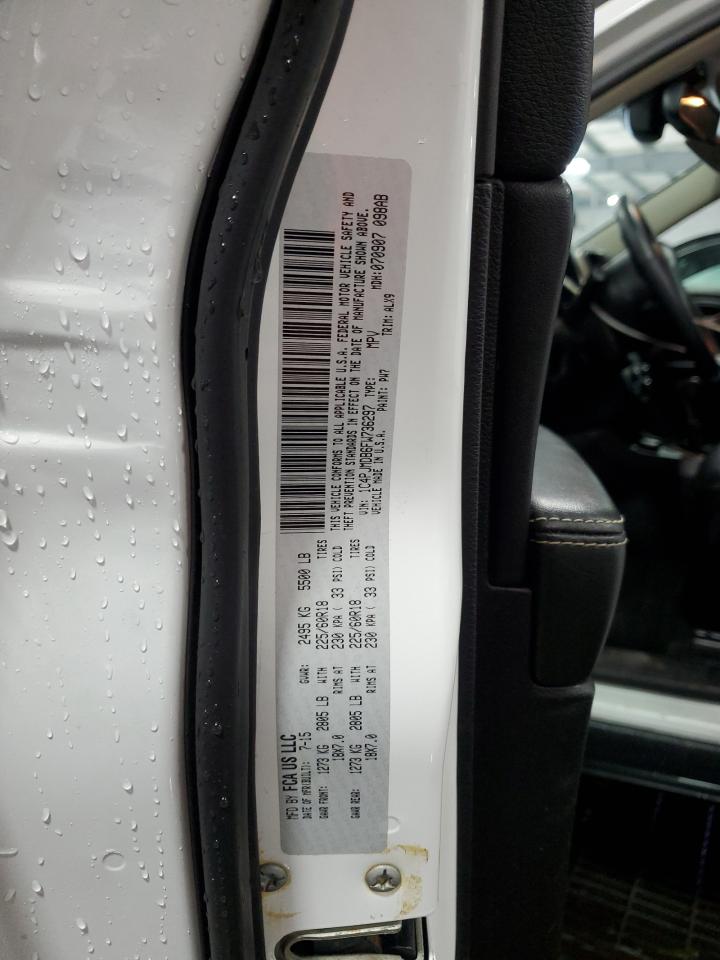 MFD BY FCA US LLC
DATE OF MFR(BUILT): 7-15 GVWR: 2495 KG 5500 LB
GAWR FRONT: 1273 KG 2805 LB WITH 225/60R18 TIRES
18X7.0 RIMS AT 230 KPA ( 33 PSI) COLD
GAWR REAR: 1273 KG 2805 LB WITH 225/60R18 TIRES
18X7.0 RIMS AT 230 KPA ( 33 PSI) COLD
THIS VEHICLE CONFORMS TO ALL APPLICABLE U.S.A. FEDERAL MOTOR VEHICLE SAFETY AND
THEFT PREVENTION STANDARDS IN EFFECT ON THE DATE OF MANUFACTURE SHOWN ABOVE.
VIN: 1C4PJMDB6FW736297 TYPE: MPV MDH:070907 098AB
VEHICLE MADE IN U.S.A. PAINT: PW7 TRIM: ALX9